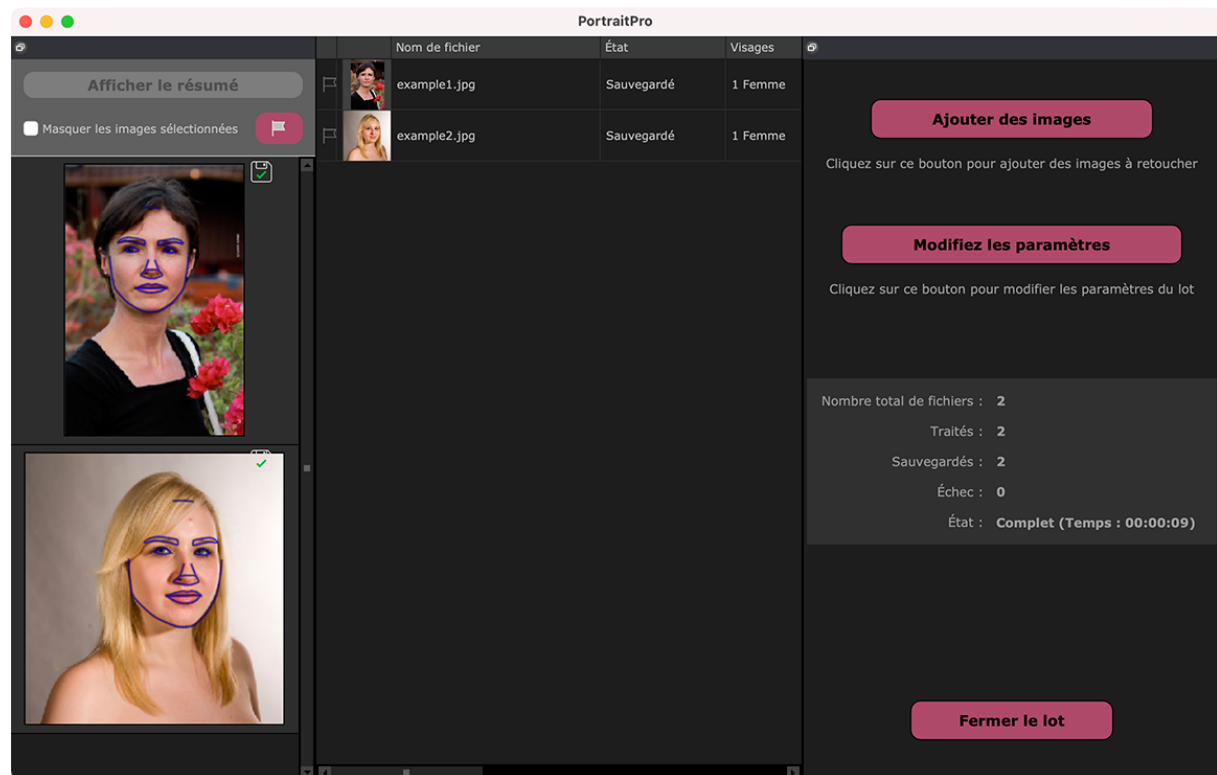 PortraitPro
Afficher le résumé
Masquer les images sélectionnées
Nom de fichier État Visages
example1.jpg Sauvegardé 1 Femme
example2.jpg Sauvegardé 1 Femme
Ajouter des images
Cliquez sur ce bouton pour ajouter des images à retoucher
Modifiez les paramètres
Cliquez sur ce bouton pour modifier les paramètres du lot
Nombre total de fichiers : 2
Traités : 2
Sauvegardés : 2
Échec : 0
État : Complet (Temps : 00:00:09)
Fermer le lot